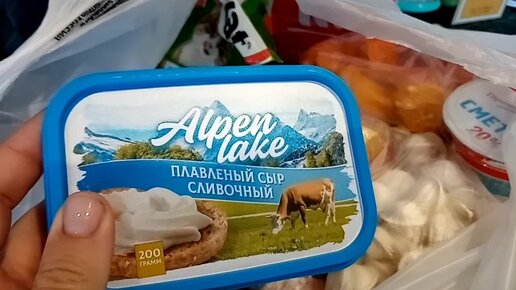 Alpen
lake
ПЛАВЛЕНЫЙ СЫР
СЛИВОЧНЫЙ
200
ГРАММ
СМЕТ
20%